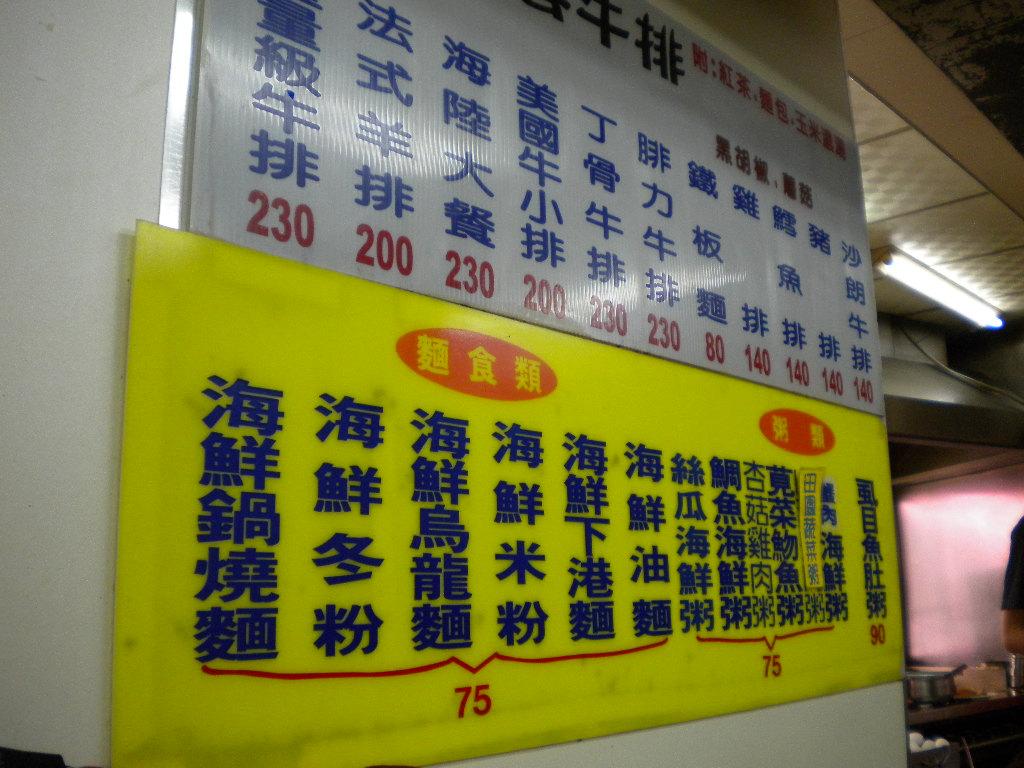 牛排
附:紅茶、麵包、玉米濃湯
黑胡椒、蘑菇
量級牛排 230
法式羊排 200
海陸大餐 230
美國牛小排 200
丁骨牛排 230
腓力牛排 230
鐵板麵 80
雞排 140
鱈魚排 140
豬排 140
沙朗牛排 140
麵食類
海鮮鍋燒麵
海鮮冬粉
海鮮烏龍麵
海鮮米粉
海鮮下港麵
海鮮油麵
75
粥類
絲瓜海鮮粥
鯛魚海鮮粥
杏菇雞肉粥
莧菜魩魚粥
田園蔬菜粥
肉海鮮粥
75
虱目魚肚粥
90